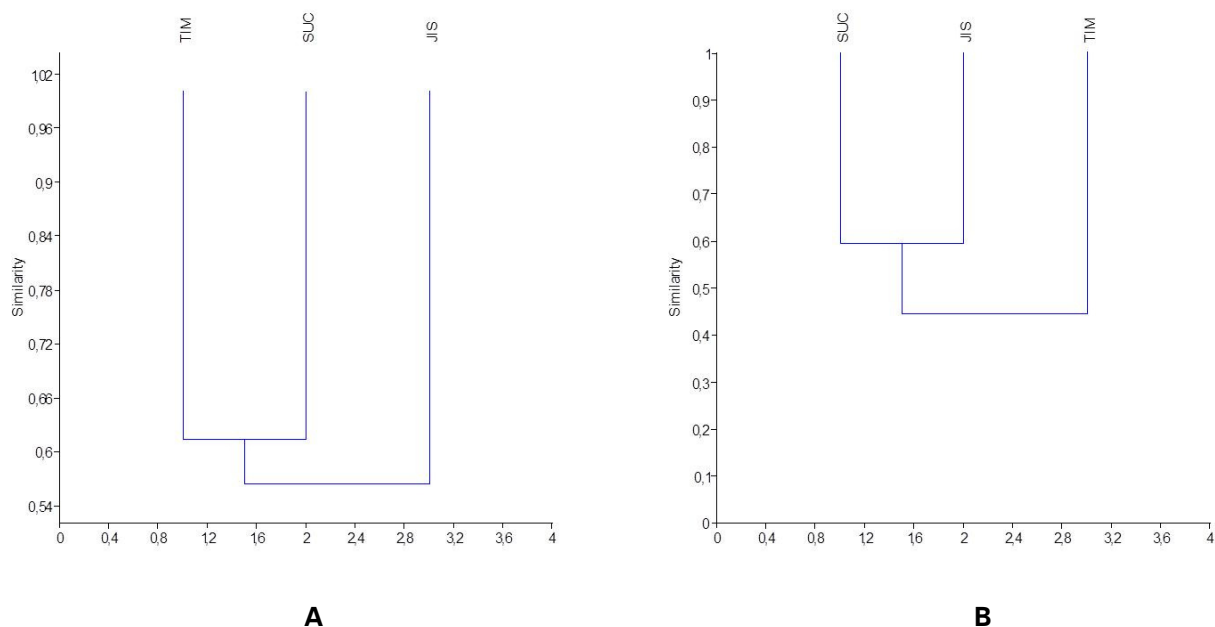 TIM SUC JIS
1,02
0,96
0,9
0,84
0,78
0,72
0,66
0,6
0,54
Similarity
0 0,4 0,8 1,2 1,6 2 2,4 2,8 3,2 3,6 4
A
SUC JIS TIM
1
0,9
0,8
0,7
0,6
0,5
0,4
0,3
0,2
0,1
0
Similarity
0 0,4 0,8 1,2 1,6 2 2,4 2,8 3,2 3,6 4
B